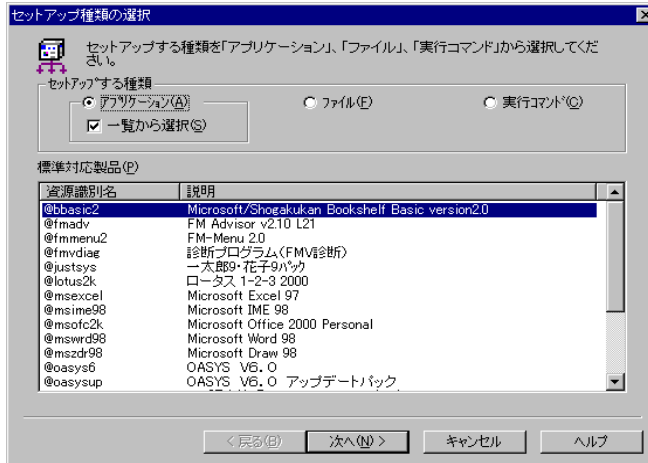 セットアップ種類の選択
セットアップする種類を「アプリケーション」、「ファイル」、「実行コマンド」から選択してくだ
さい。
セットアップする種類
アプリケーション(A)
ファイル(F)
実行コマンド(C)
一覧から選択(S)
標準対応製品(P)
資源識別名 説明
@bbasic2 Microsoft/Shogakukan Bookshelf Basic version2.0
@fmadv FM Advisor v2.10 L21
@fmmenu2 FM-Menu 2.0
@fmvdiag 診断プログラム(FMV診断)
@justsys 一太郎9・花子9パック
@lotus2k ロータス 1-2-3 2000
@msexcel Microsoft Excel 97
@msime98 Microsoft IME 98
@msofc2k Microsoft Office 2000 Personal
@mswrd98 Microsoft Word 98
@mszdr98 Microsoft Draw 98
@oasys6 OASYS V6.0
@oasysup OASYS V6.0 アップデートパック
< 戻る(B)
次へ(N) >
キャンセル
ヘルプ